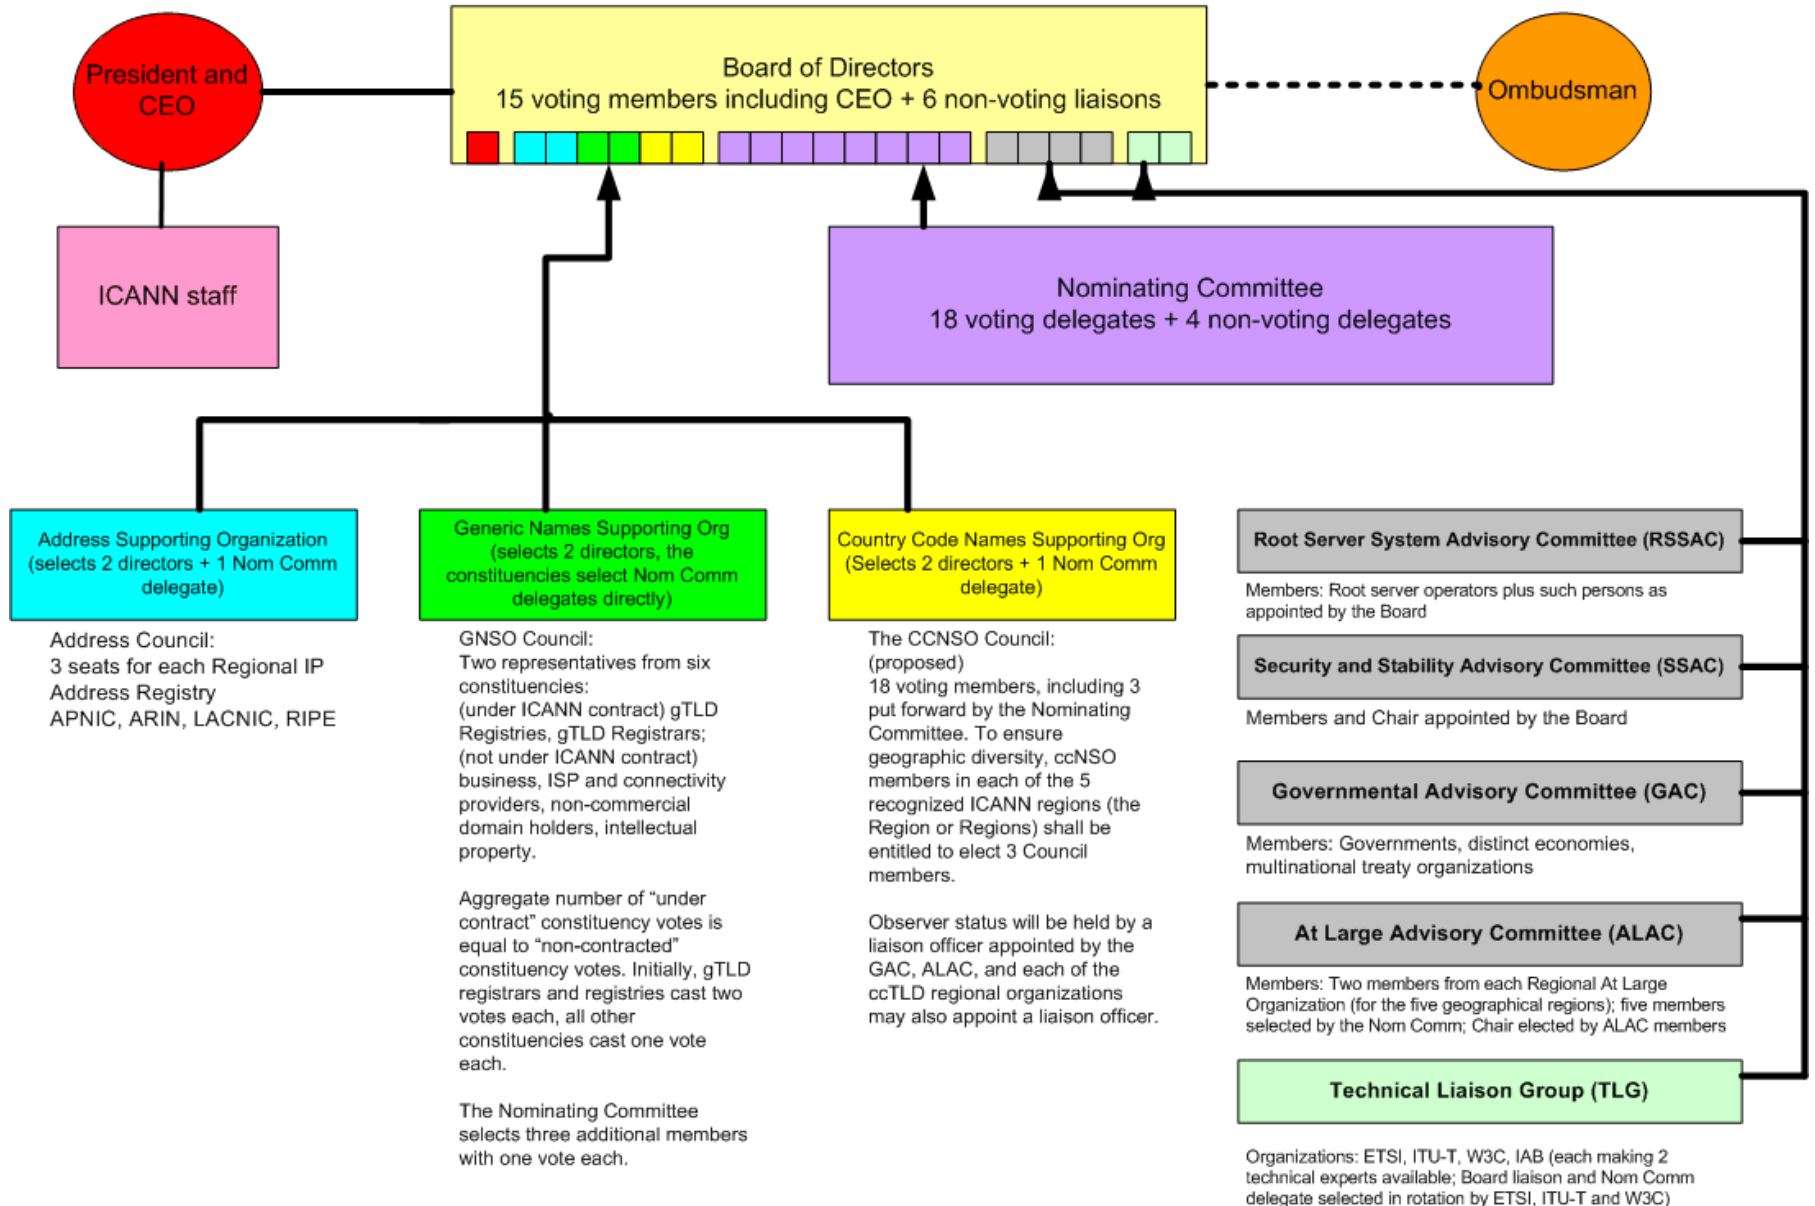 President and
CEO
Board of Directors
15 voting members including CEO + 6 non-voting liaisons
Ombudsman
ICANN staff
Nominating Committee
18 voting delegates + 4 non-voting delegates
Address Supporting Organization
(selects 2 directors + 1 Nom Comm
delegate)
Address Council:
3 seats for each Regional IP
Address Registry
APNIC, ARIN, LACNIC, RIPE
Generic Names Supporting Org
(selects 2 directors, the
constituencies select Nom Comm
delegates directly)
GNSO Council:
Two representatives from six
constituencies:
(under ICANN contract) gTLD
Registries, gTLD Registrars;
(not under ICANN contract)
business, ISP and connectivity
providers, non-commercial
domain holders, intellectual
property.
Aggregate number of “under
contract” constituency votes is
equal to “non-contracted”
constituency votes. Initially, gTLD
registrars and registries cast two
votes each, all other
constituencies cast one vote
each.
The Nominating Committee
selects three additional members
with one vote each.
Country Code Names Supporting Org
(Selects 2 directors + 1 Nom Comm
delegate)
The CCNSO Council:
(proposed)
18 voting members, including 3
put forward by the Nominating
Committee. To ensure
geographic diversity, ccNSO
members in each of the 5
recognized ICANN regions (the
Region or Regions) shall be
entitled to elect 3 Council
members.
Observer status will be held by a
liaison officer appointed by the
GAC, ALAC, and each of the
ccTLD regional organizations
may also appoint a liaison officer.
Root Server System Advisory Committee (RSSAC)
Members: Root server operators plus such persons as
appointed by the Board
Security and Stability Advisory Committee (SSAC)
Members and Chair appointed by the Board
Governmental Advisory Committee (GAC)
Members: Governments, distinct economies,
multinational treaty organizations
At Large Advisory Committee (ALAC)
Members: Two members from each Regional At Large
Organization (for the five geographical regions); five members
selected by the Nom Comm; Chair elected by ALAC members
Technical Liaison Group (TLG)
Organizations: ETSI, ITU-T, W3C, IAB (each making 2
technical experts available; Board liaison and Nom Comm
delegate selected in rotation by ETSI, ITU-T and W3C)